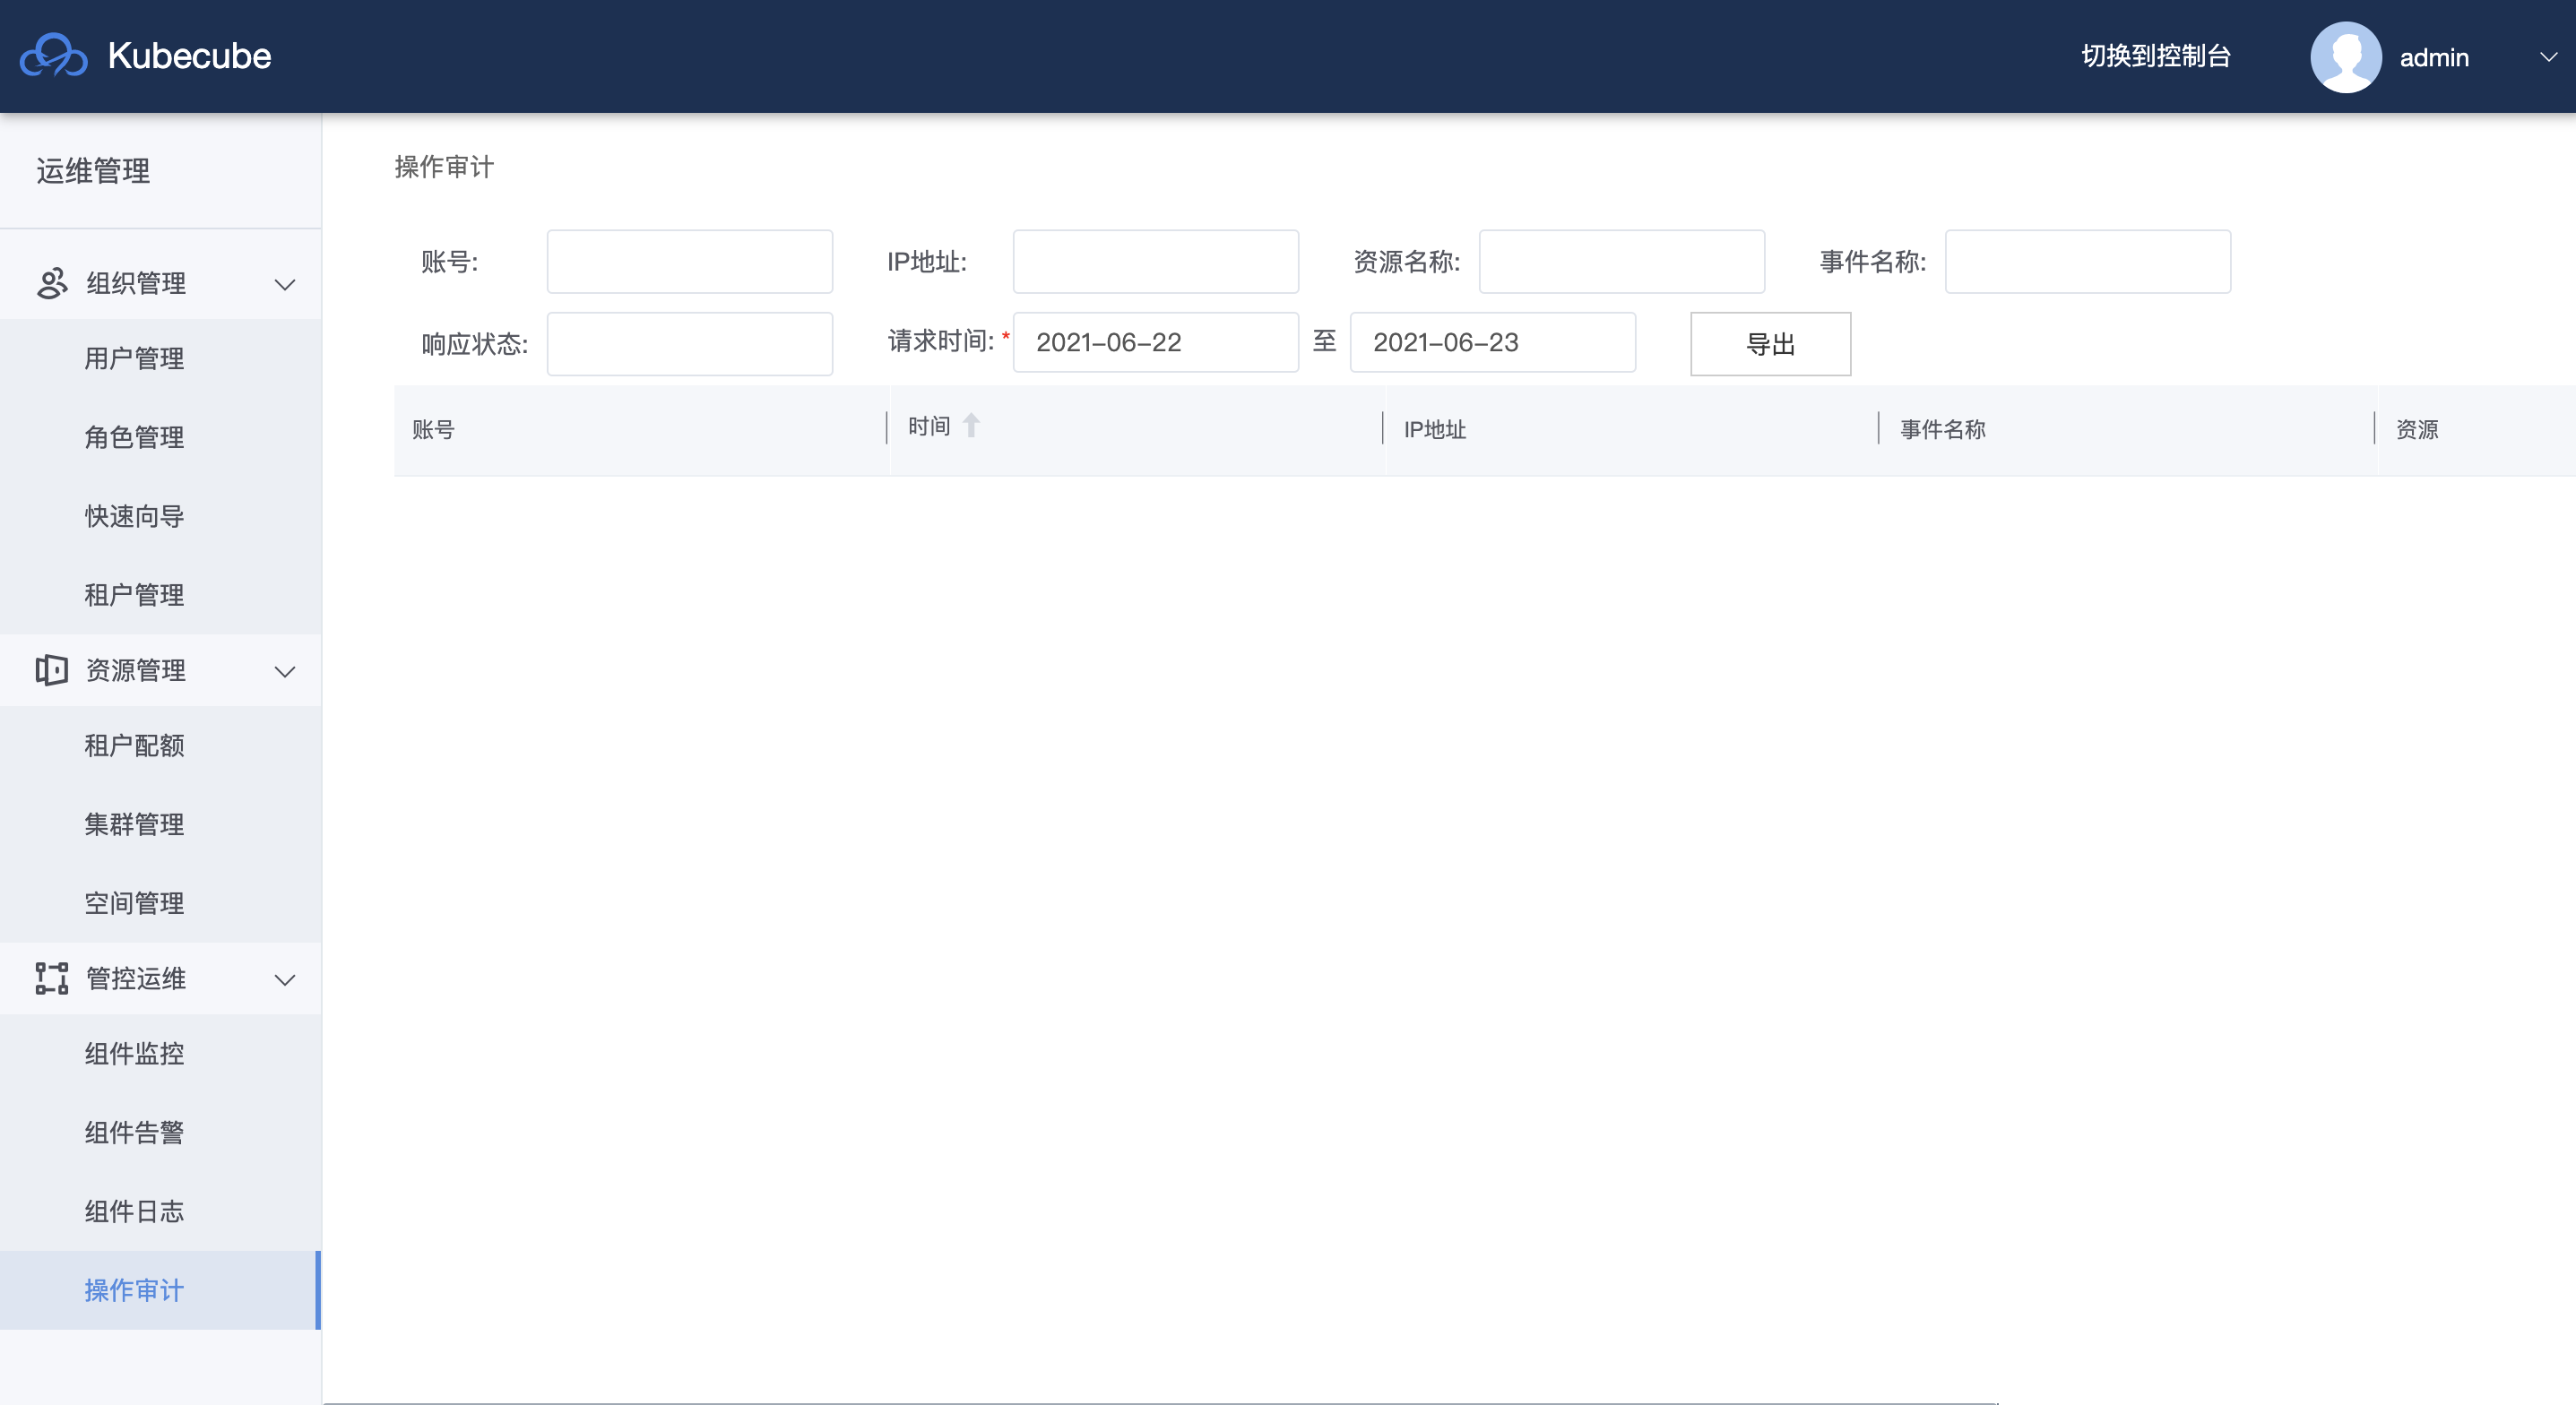 Kubecube
切换到控制台
admin
运维管理
组织管理
用户管理
角色管理
快速向导
租户管理
资源管理
租户配额
集群管理
空间管理
管控运维
组件监控
组件告警
组件日志
操作审计
操作审计
账号:
IP地址:
资源名称:
事件名称:
响应状态:
请求时间: * 2021-06-22 至 2021-06-23
导出
账号 时间 IP地址 事件名称 资源